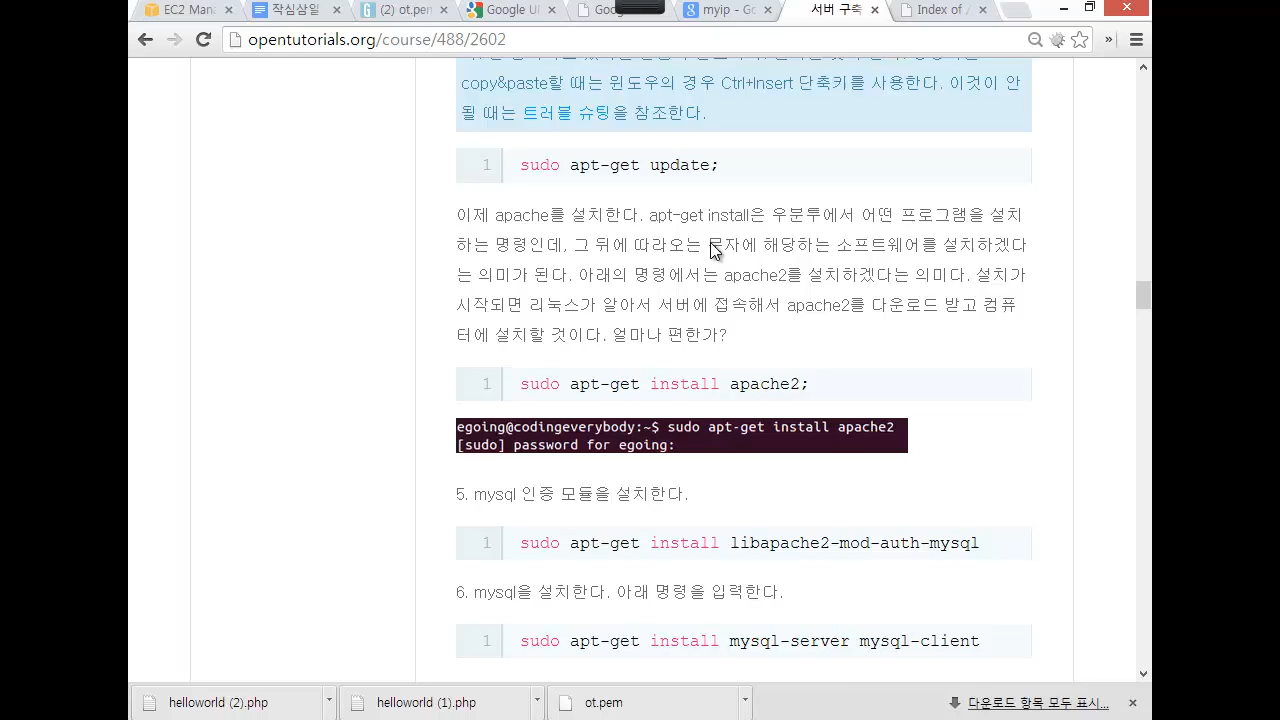 EC2 Mana
작심삼일
(2) ot.pem
Google UR
Goo
myip - Go
서버 구축
Index of /
opentutorials.org/course/488/2602
copy&paste할 때는 윈도우의 경우 Ctrl+Insert 단축키를 사용한다. 이것이 안
될 때는 트러블 슈팅을 참조한다.
1 sudo apt-get update;
이제 apache를 설치한다. apt-get install은 우분투에서 어떤 프로그램을 설치
하는 명령인데, 그 뒤에 따라오는 문자에 해당하는 소프트웨어를 설치하겠다
는 의미가 된다. 아래의 명령에서는 apache2를 설치하겠다는 의미다. 설치가
시작되면 리눅스가 알아서 서버에 접속해서 apache2를 다운로드 받고 컴퓨
터에 설치할 것이다. 얼마나 편한가?
1 sudo apt-get install apache2;
egoing@codingeverybody:~$ sudo apt-get install apache2
[sudo] password for egoing:
5. mysql 인증 모듈을 설치한다.
1 sudo apt-get install libapache2-mod-auth-mysql
6. mysql을 설치한다. 아래 명령을 입력한다.
1 sudo apt-get install mysql-server mysql-client
helloworld (2).php
helloworld (1).php
ot.pem
다운로드 항목 모두 표시...